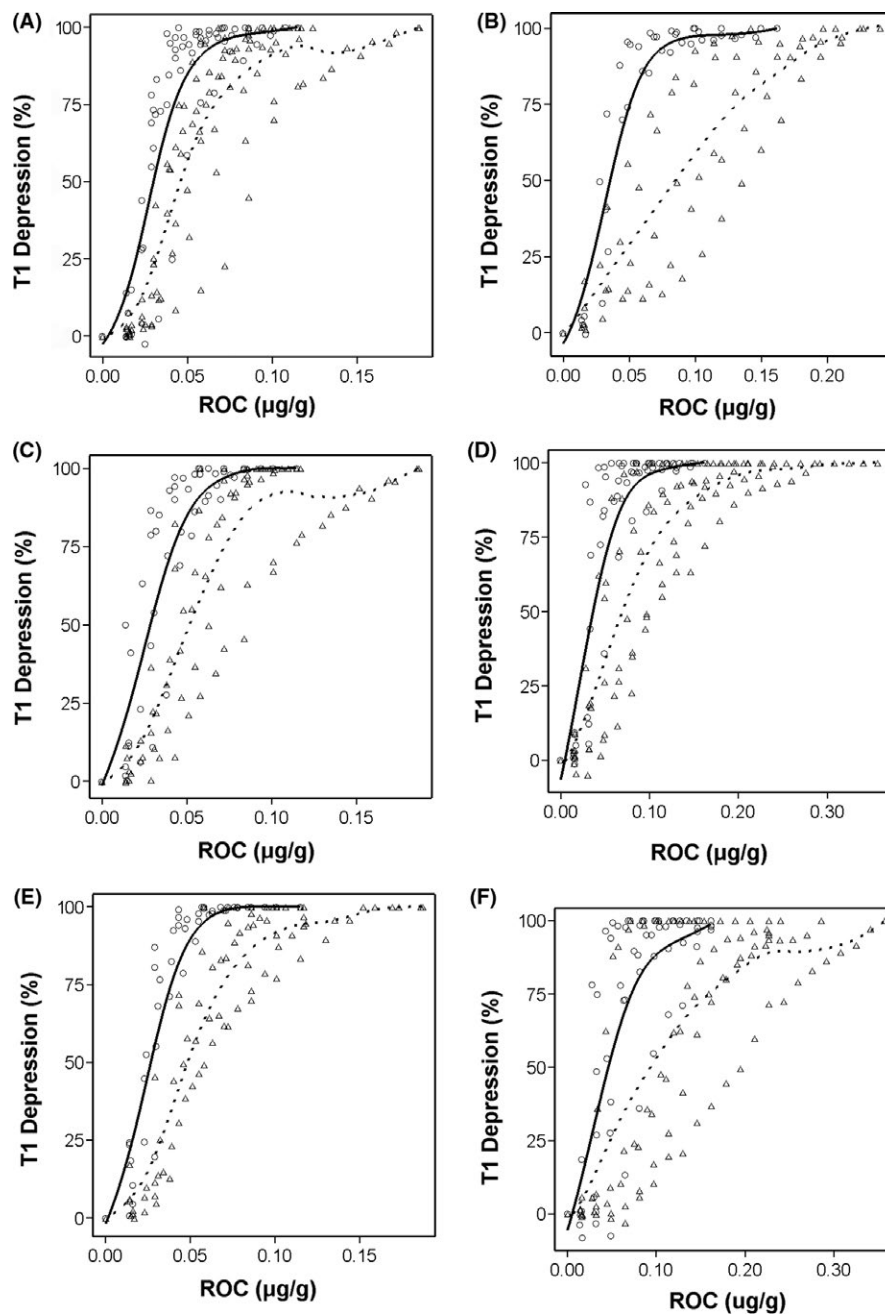 (A)
T1 Depression (%)
100
75
50
25
0
0.00 0.05 0.10 0.15
ROC (µg/g)
(B)
T1 Depression (%)
100
75
50
25
0
0.00 0.05 0.10 0.15 0.20
ROC (µg/g)
(C)
T1 Depression (%)
100
75
50
25
0
0.00 0.05 0.10 0.15
ROC (µg/g)
(D)
T1 Depression (%)
100
75
50
25
0
0.00 0.10 0.20 0.30
ROC (µg/g)
(E)
T1 Depression (%)
100
75
50
25
0
0.00 0.05 0.10 0.15
ROC (µg/g)
(F)
T1 Depression (%)
100
75
50
25
0
0.00 0.10 0.20 0.30
ROC (ug/g)